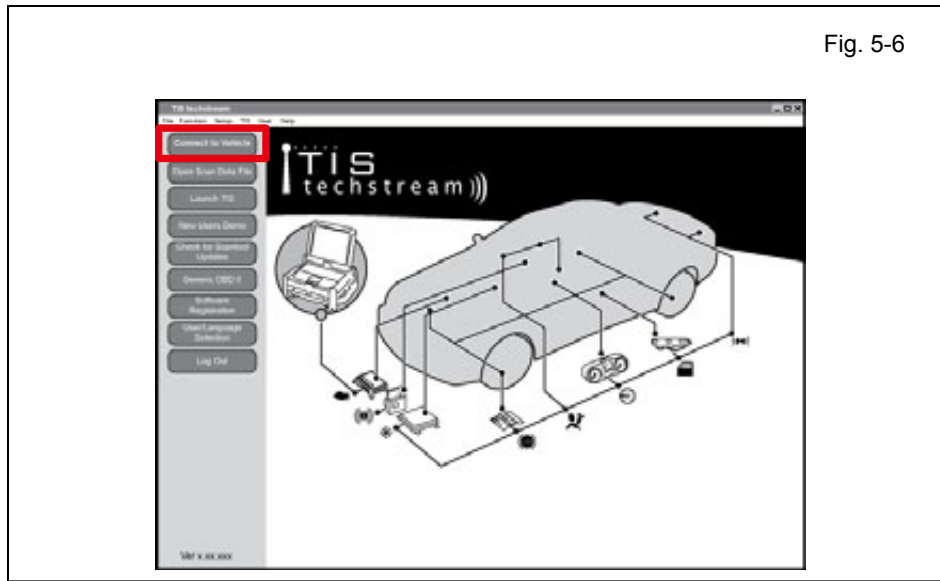 Fig. 5-6
TIS techstream
File Function Setup TIS User Help
Connect to Vehicle
Open Scan Data File
Launch TIS
New Users Demo
Check for Scantool
Updates
Generic OBD II
Software
Registration
User/Language
Selection
Log Out
TIS
techstream
Ver x.xx.xxx